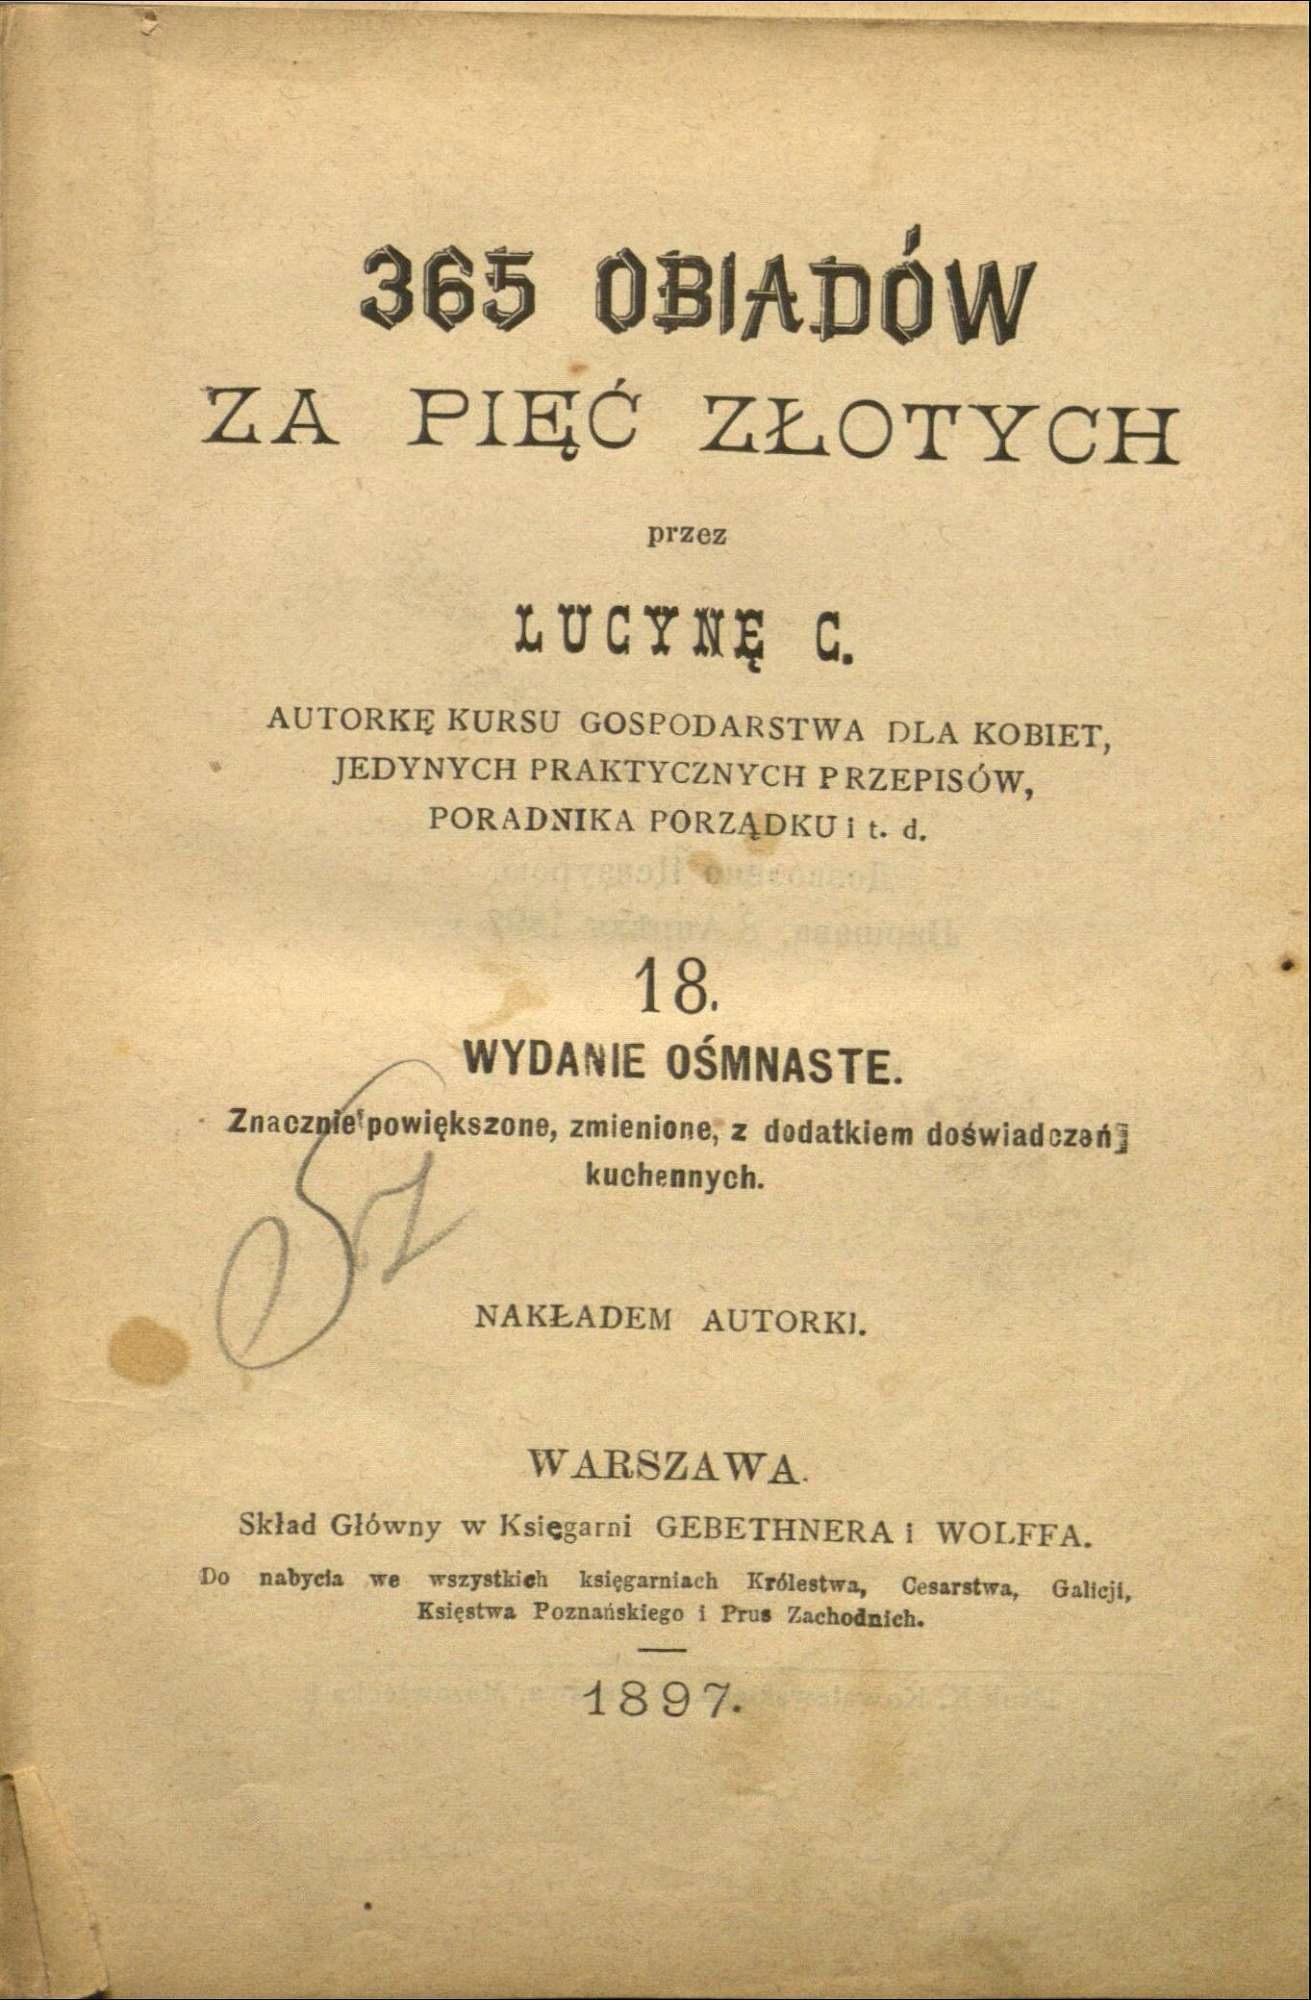 365 OBIADÓW
ZA PIĘĆ ZŁOTYCH
przez
LUCYNĘ C.
AUTORKĘ KURSU GOSPODARSTWA DLA KOBIET,
JEDYNYCH PRAKTYCZNYCH PRZEPISÓW,
PORADNIKA PORZĄDKU i t. d.
18.
WYDANIE OŚMNASTE.
Znacznie powiększone, zmienione, z dodatkiem doświadczeń
kuchennych.
NAKŁADEM AUTORKI.
WARSZAWA.
Skład Główny w Księgarni GEBETHNERA i WOLFFA.
Do nabycia we wszystkich księgarniach Królestwa, Cesarstwa, Galicji,
Księstwa Poznańskiego i Prus Zachodnich.
1897.